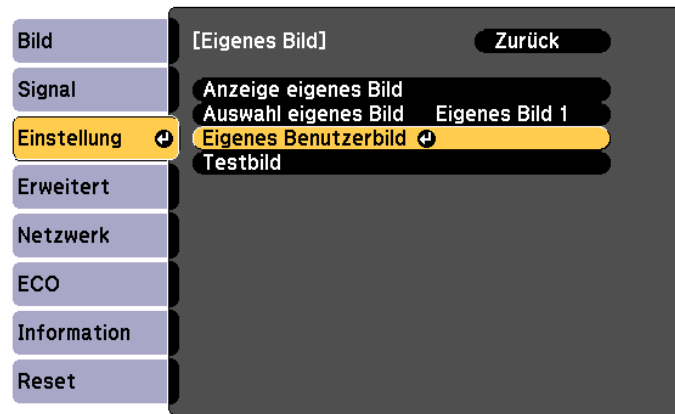 Bild
Signal
Einstellung
Erweitert
Netzwerk
ECO
Information
Reset
[Eigenes Bild] Zurück
Anzeige eigenes Bild
Auswahl eigenes Bild Eigenes Bild 1
Eigenes Benutzerbild
Testbild